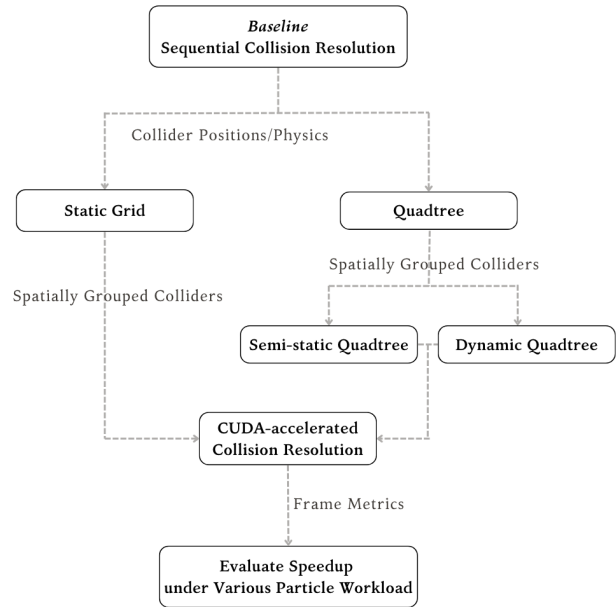 Baseline
Sequential Collision Resolution
Collider Positions/Physics
Static Grid
Quadtree
Spatially Grouped Colliders
Spatially Grouped Colliders
Semi-static Quadtree
Dynamic Quadtree
CUDA-accelerated
Collision Resolution
Frame Metrics
Evaluate Speedup
under Various Particle Workload